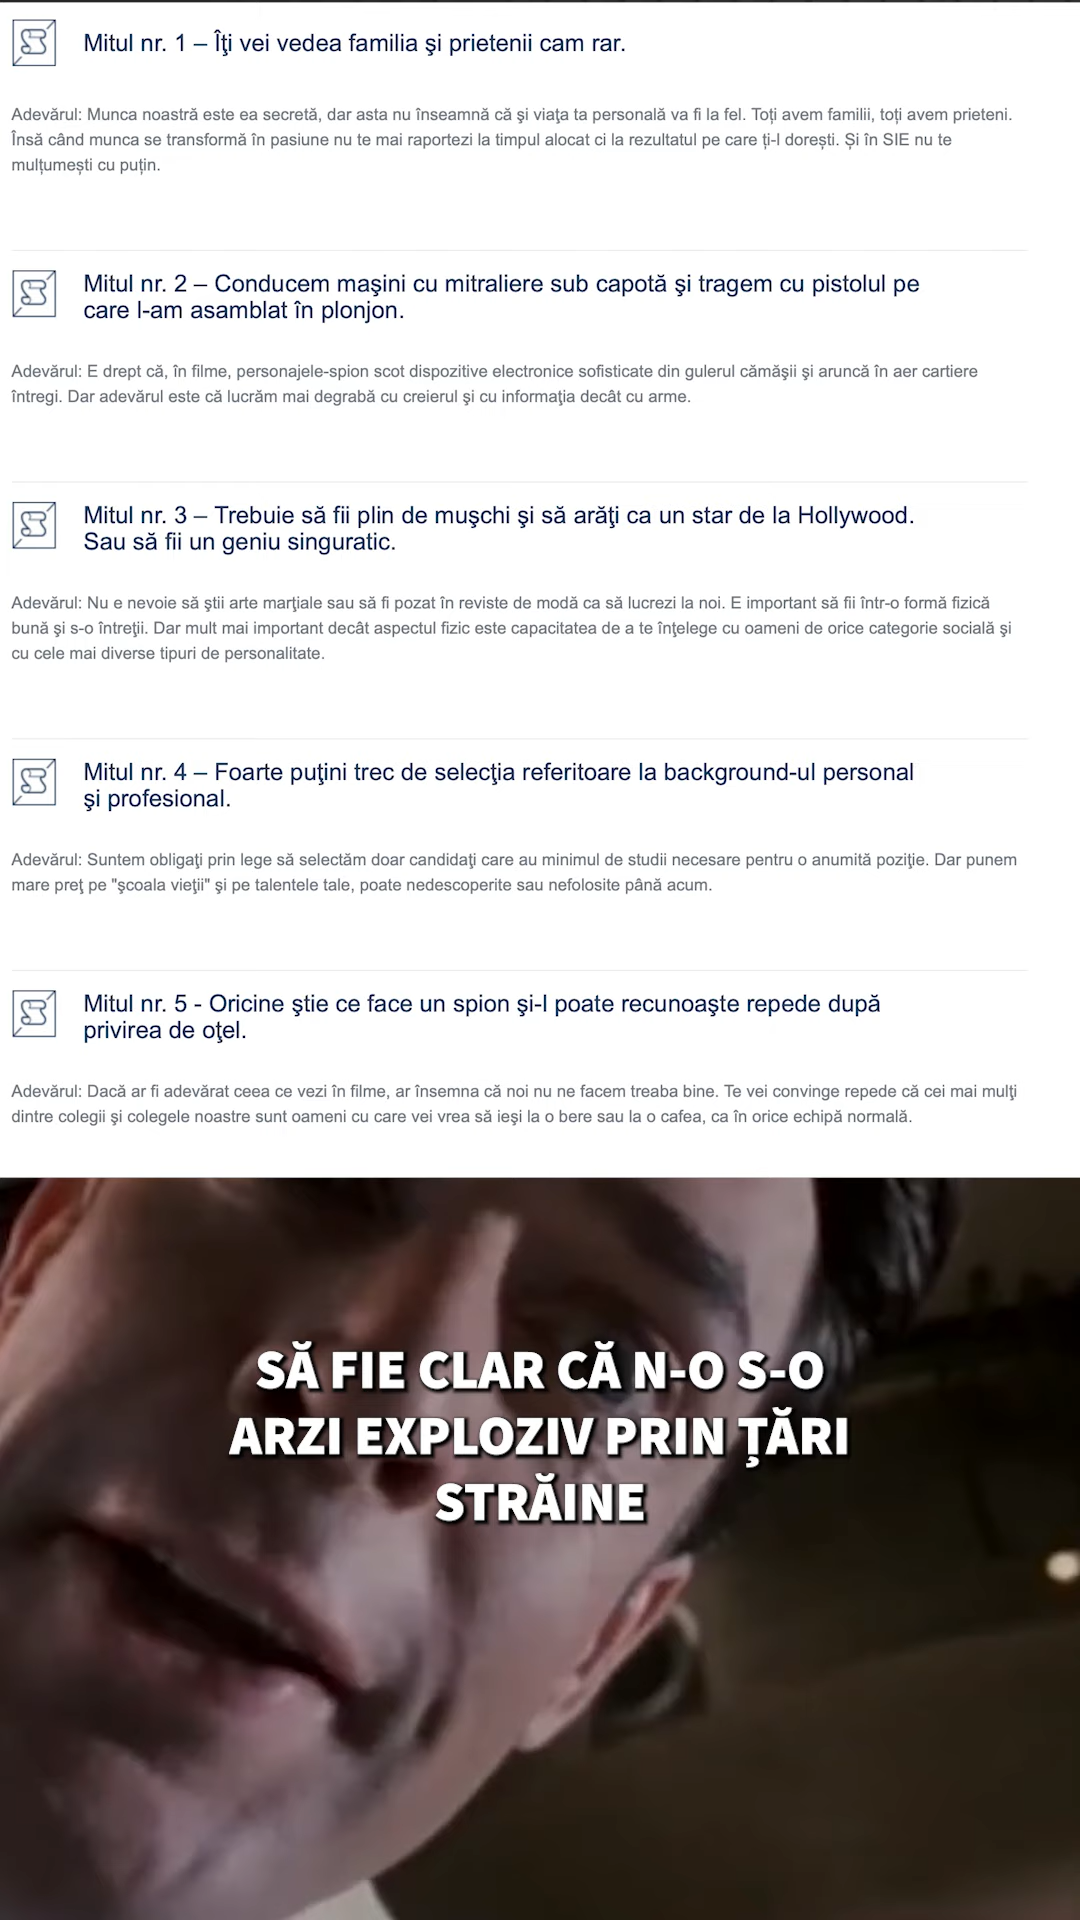 Mitul nr. 1 – Îţi vei vedea familia şi prietenii cam rar.
Adevărul: Munca noastră este ea secretă, dar asta nu înseamnă că şi viaţa ta personală va fi la fel. Toți avem familii, toți avem prieteni.
Însă când munca se transformă în pasiune nu te mai raportezi la timpul alocat ci la rezultatul pe care ți-l dorești. Și în SIE nu te
mulțumești cu puțin.
Mitul nr. 2 – Conducem maşini cu mitraliere sub capotă şi tragem cu pistolul pe
care l-am asamblat în plonjon.
Adevărul: E drept că, în filme, personajele-spion scot dispozitive electronice sofisticate din gulerul cămăşii şi aruncă în aer cartiere
întregi. Dar adevărul este că lucrăm mai degrabă cu creierul şi cu informaţia decât cu arme.
Mitul nr. 3 – Trebuie să fii plin de muşchi şi să arăţi ca un star de la Hollywood.
Sau să fii un geniu singuratic.
Adevărul: Nu e nevoie să ştii arte marţiale sau să fi pozat în reviste de modă ca să lucrezi la noi. E important să fii într-o formă fizică
bună şi s-o întreţii. Dar mult mai important decât aspectul fizic este capacitatea de a te înţelege cu oameni de orice categorie socială şi
cu cele mai diverse tipuri de personalitate.
Mitul nr. 4 – Foarte puţini trec de selecţia referitoare la background-ul personal
şi profesional.
Adevărul: Suntem obligaţi prin lege să selectăm doar candidaţi care au minimul de studii necesare pentru o anumită poziţie. Dar punem
mare preţ pe "şcoala vieţii" şi pe talentele tale, poate nedescoperite sau nefolosite până acum.
Mitul nr. 5 - Oricine ştie ce face un spion şi-l poate recunoaşte repede după
privirea de oţel.
Adevărul: Dacă ar fi adevărat ceea ce vezi în filme, ar însemna că noi nu ne facem treaba bine. Te vei convinge repede că cei mai mulţi
dintre colegii şi colegele noastre sunt oameni cu care vei vrea să ieşi la o bere sau la o cafea, ca în orice echipă normală.
SĂ FIE CLAR CĂ N-O S-O
ARZI EXPLOZIV PRIN ŢĂRI
STRĂINE